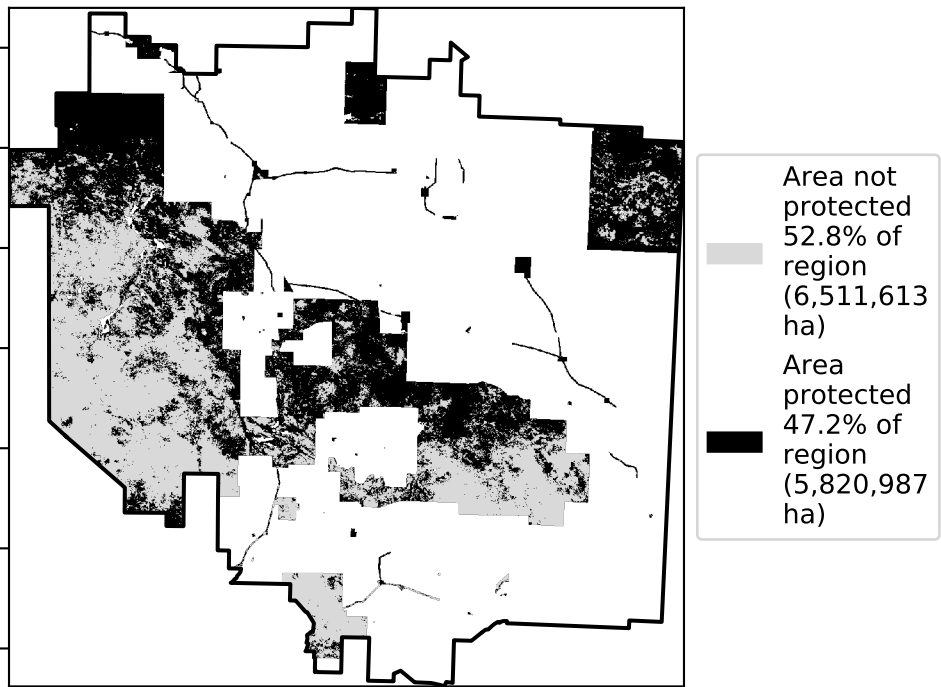 Area not
protected
52.8% of
region
(6,511,613
ha)
Area
protected
47.2% of
region
(5,820,987
ha)